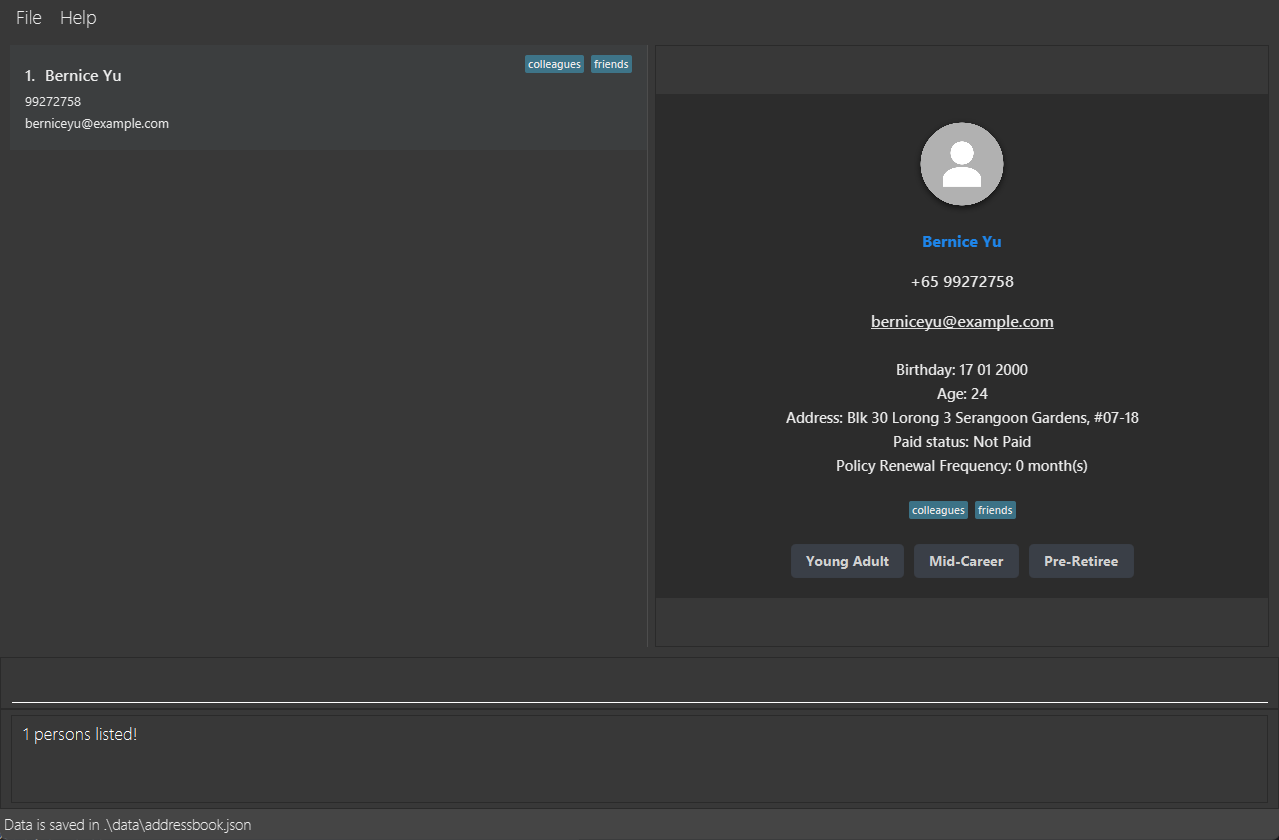 File Help
1. Bernice Yu
colleagues friends
99272758
berniceyu@example.com
Bernice Yu
+65 99272758
berniceyu@example.com
Birthday: 17 01 2000
Age: 24
Address: Blk 30 Lorong 3 Serangoon Gardens, #07-18
Paid status: Not Paid
Policy Renewal Frequency: 0 month(s)
colleagues friends
Young Adult Mid-Career Pre-Retiree
1 persons listed!
Data is saved in .\data\addressbook.json